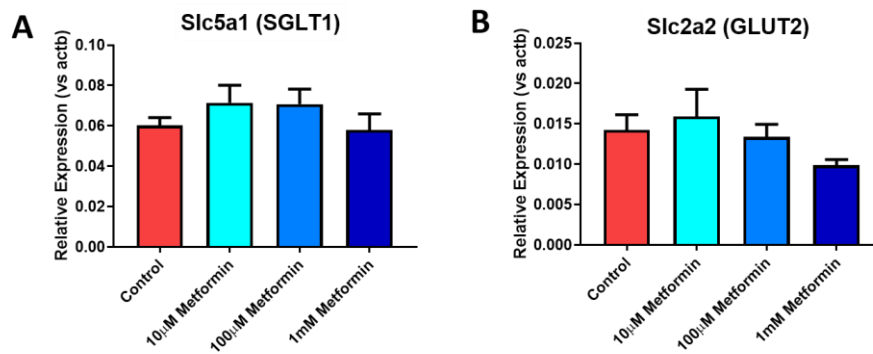 A
Slc5a1 (SGLT1)
Relative Expression (vs actb)
0.10
0.08
0.06
0.04
0.02
0.00
Control
10μM Metformin
100μM Metformin
1mM Metformin
B
Slc2a2 (GLUT2)
Relative Expression (vs actb)
0.025
0.020
0.015
0.010
0.005
0.000
Control
10μM Metformin
100μM Metformin
1mM Metformin